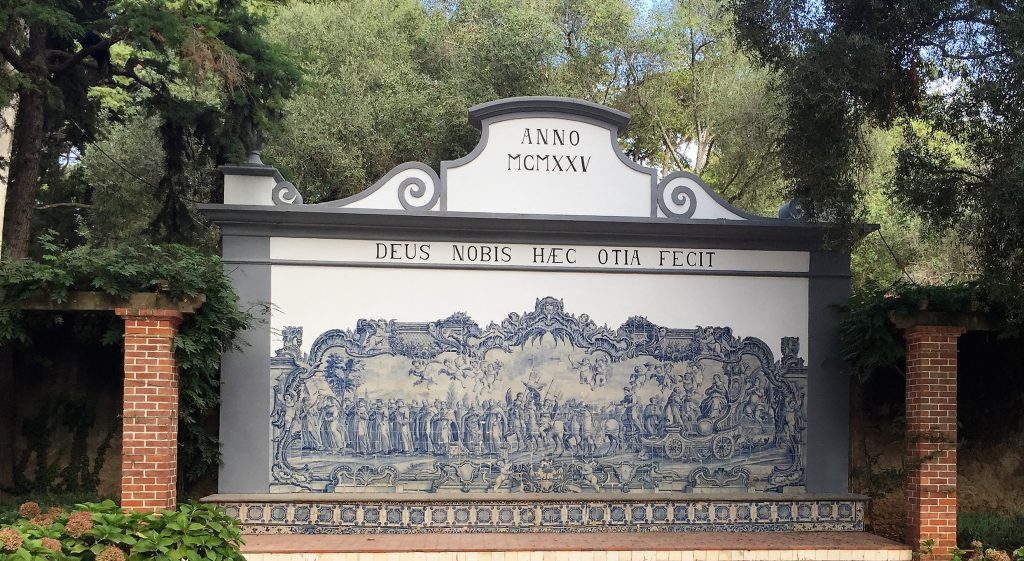 ANNO
MCMXXV
DEUS NOBIS HÆC OTIA FECIT